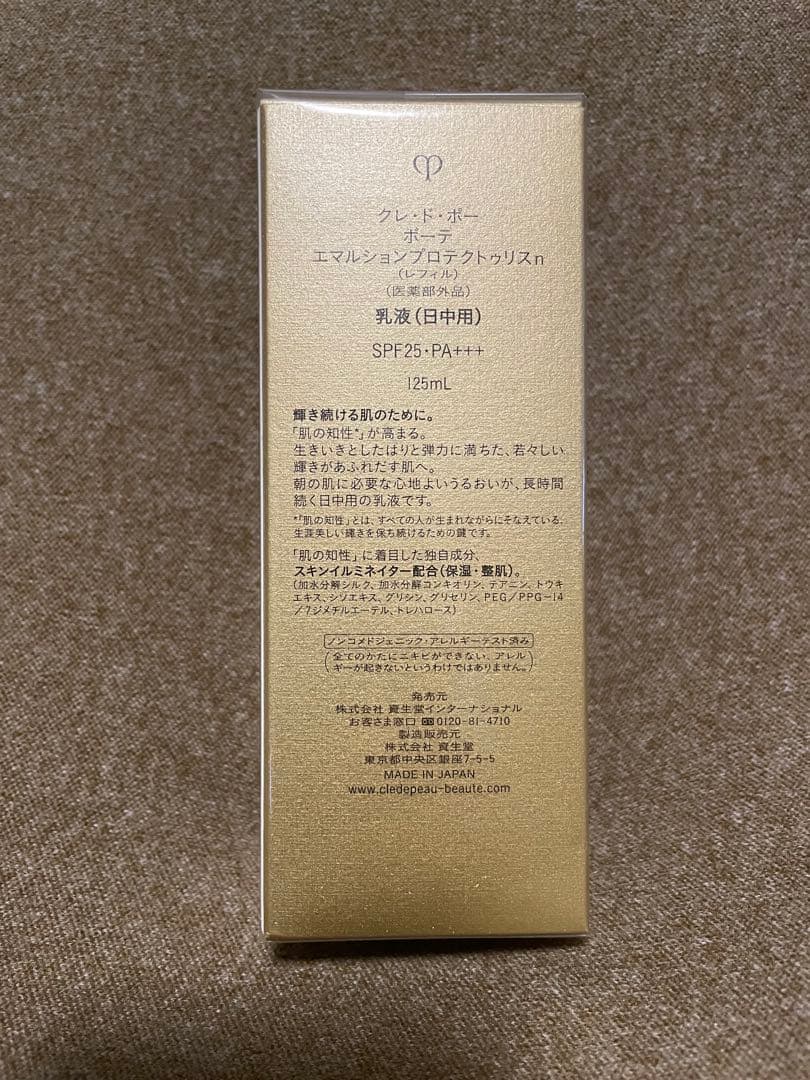 クレ・ド・ポー
ボーテ
エマルションプロテクトゥリスn
(レフィル)
(医薬部外品)
乳液(日中用)
SPF25・PA+++
125mL
輝き続ける肌のために。
「肌の知性*」が高まる。
生きいきとしたはりと弾力に満ちた、若々しい
輝きがあふれだす肌へ。
朝の肌に必要な心地よいうるおいが、長時間
続く日中用の乳液です。
*「肌の知性」とは、すべての人が生まれながらにそなえている、
生涯美しい輝きを保ち続けるための鍵です。
「肌の知性」に着目した独自成分、
スキンイルミネイター配合(保湿・整肌)。
(加水分解シルク、加水分解コンキオリン、テアニン、トウキ
エキス、シソエキス、グリシン、グリセリン、PEG/PPG-14
/7ジメチルエーテル、トレハロース)
ノンコメドジェニック・アレルギーテスト済み
(全てのかたにニキビができない、アレル
ギーが起きないというわけではありません。)
発売元
株式会社 資生堂インターナショナル
お客さま窓口 0120-81-4710
製造販売元
株式会社 資生堂
東京都中央区銀座7-5-5
MADE IN JAPAN
www.cledepeau-beaute.com